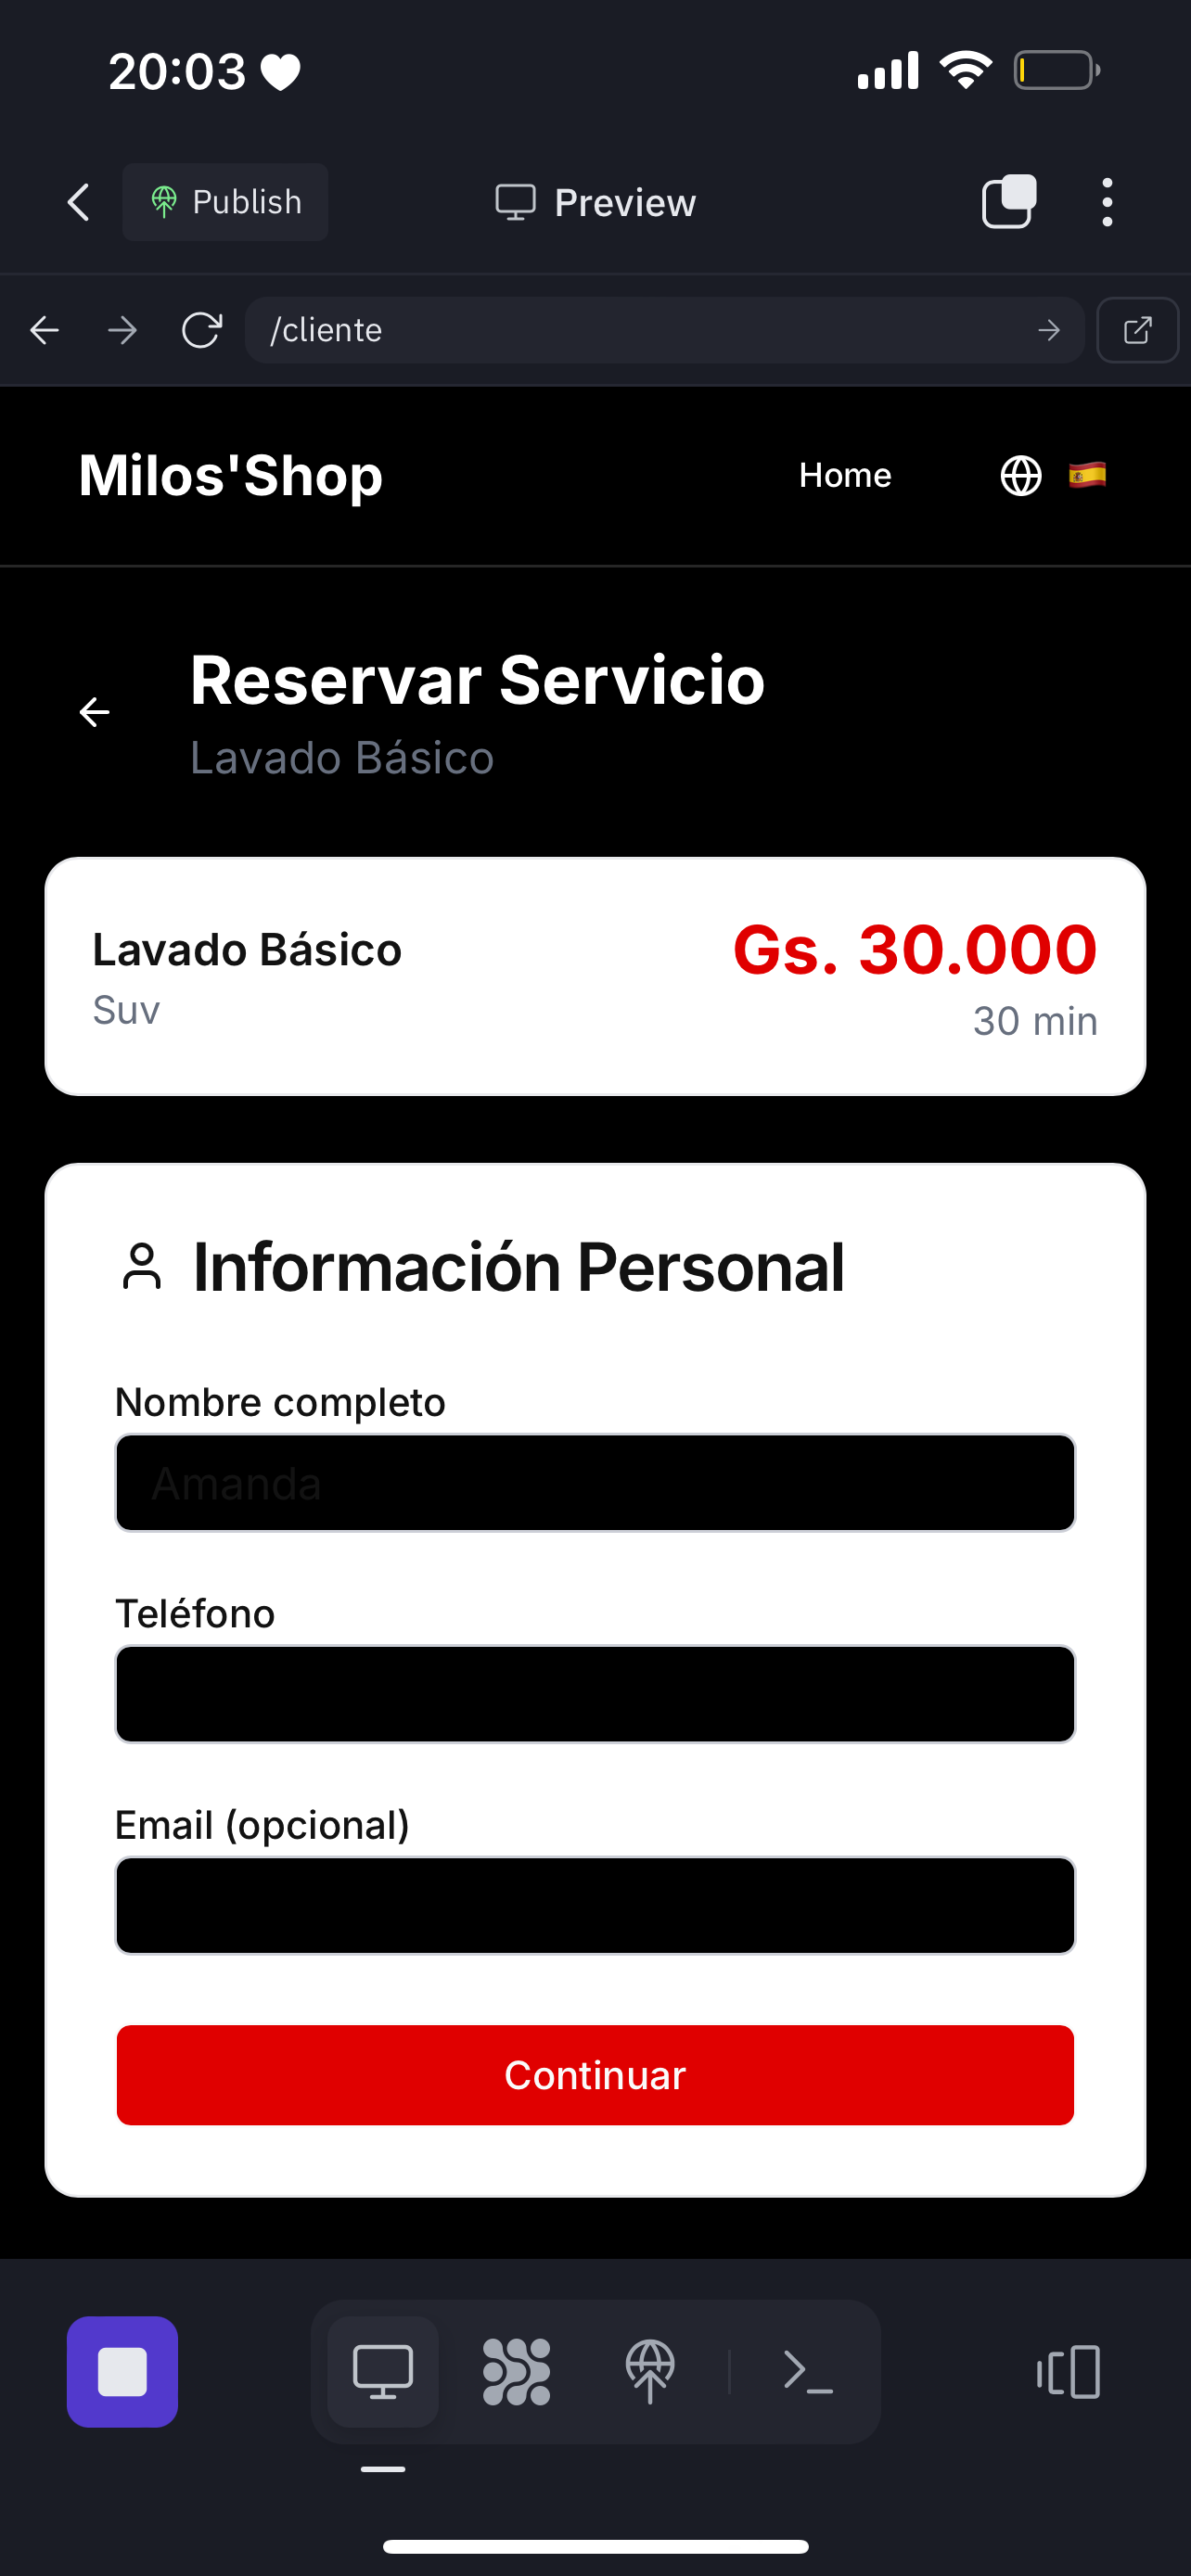 20:03
Publish
Preview
/cliente
Milos'Shop
Home
Reservar Servicio
Lavado Básico
Lavado Básico
Gs. 30.000
Suv
30 min
Información Personal
Nombre completo
Amanda
Teléfono
Email (opcional)
Continuar